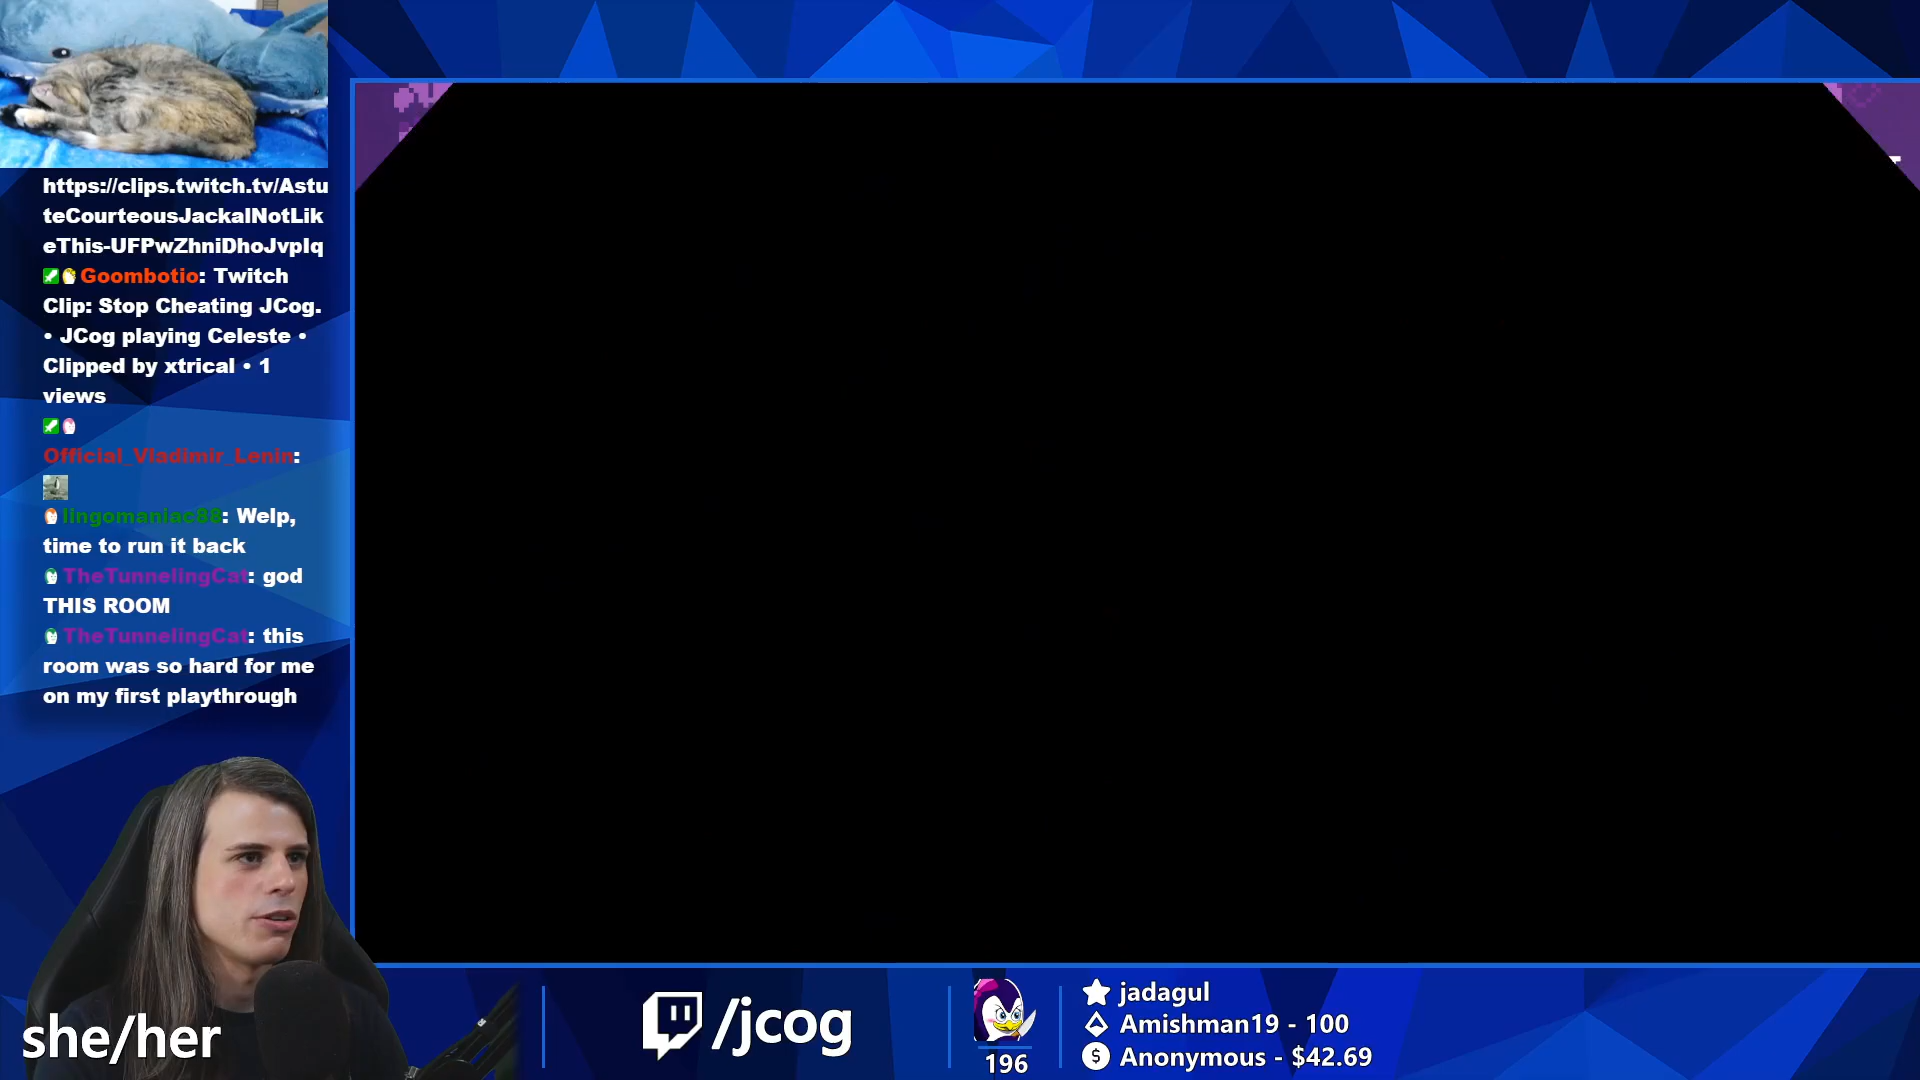 https://clips.twitch.tv/Astu
teCourteousJackalNotLik
eThis-UFPwZhniDhoJvpIq
Goombotio: Twitch
Clip: Stop Cheating JCog.
• JCog playing Celeste •
Clipped by xtrical • 1
views
Official_Vladimir_Lenin:
lingomaniac88: Welp,
time to run it back
TheTunnelingCat: god
THIS ROOM
TheTunnelingCat: this
room was so hard for me
on my first playthrough
she/her
/jcog
196
jadagul
Amishman19 - 100
Anonymous - $42.69